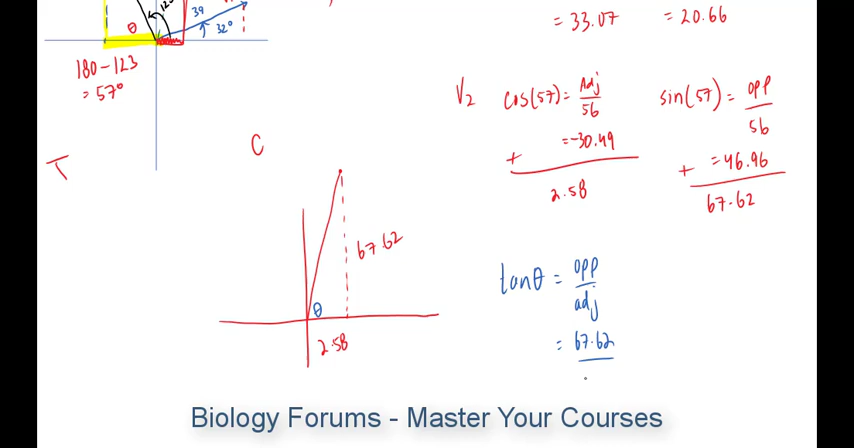 39
123
θ
32°
= 33.07
= 20.66
180 - 123
= 57°
V2 cos(57) = Adj/56
sin(57) = opp/56
= -30.49
= 46.96
+
+
2.58
67.62
T
C
67.62
θ
2.58
tanθ = opp/adj
= 67.62
Biology Forums - Master Your Courses